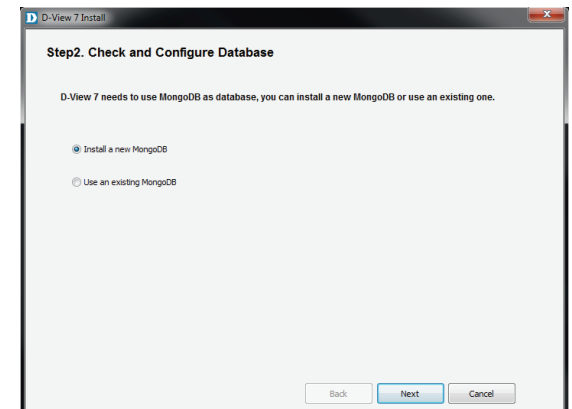 D D-View 7 Install
Step2. Check and Configure Database
D-View 7 needs to use MongoDB as database, you can install a new MongoDB or use an existing one.
Install a new MongoDB
Use an existing MongoDB
Back Next Cancel